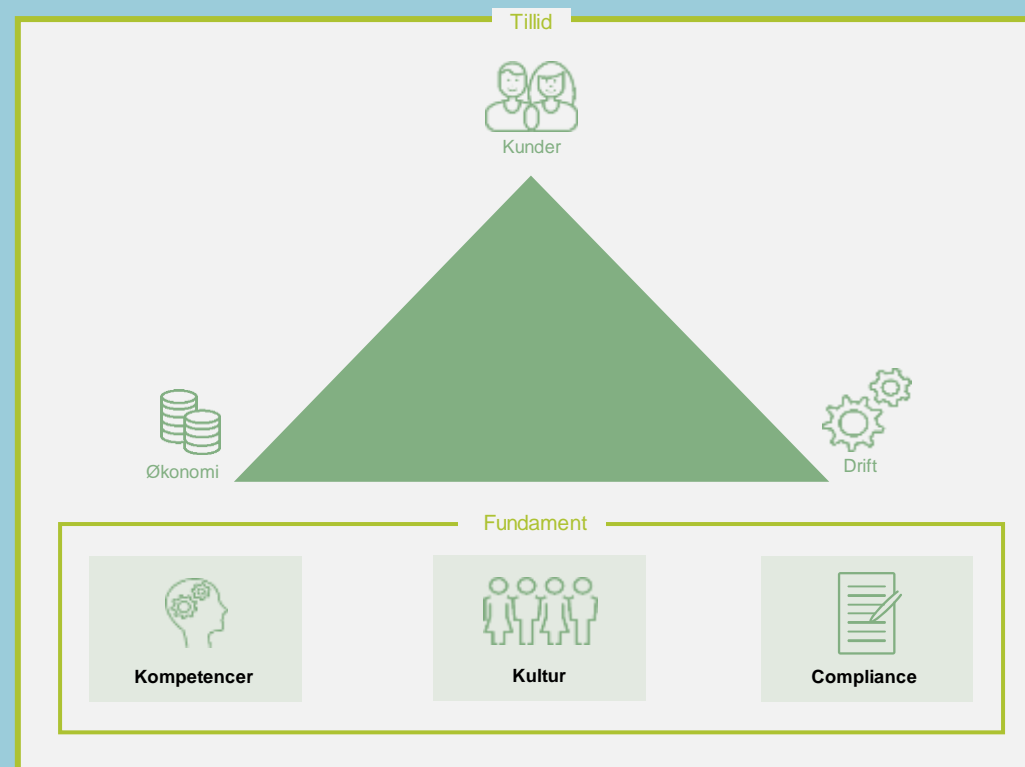 Tillid
Kunder
Økonomi
Drift
Fundament
Kompetencer
Kultur
Compliance